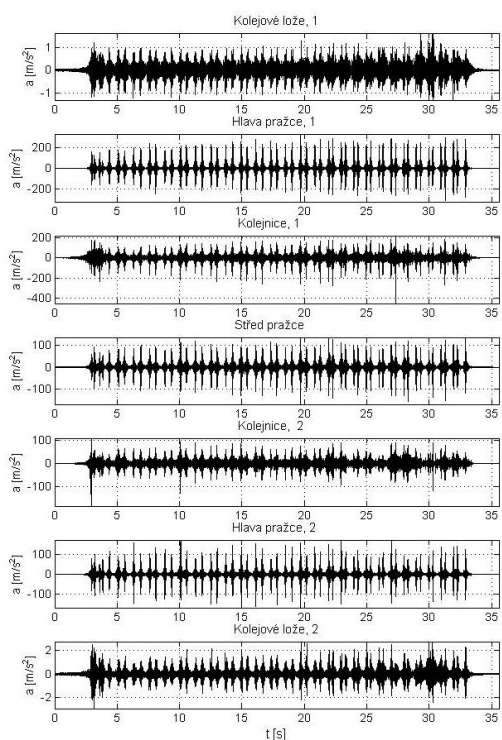 Kolejové lože, 1
a [m/s²]
1
0
-1
0 5 10 15 20 25 30 35
Hlava pražce, 1
a [m/s²]
200
0
-200
0 5 10 15 20 25 30 35
Kolejnice, 1
a [m/s²]
200
0
-200
-400
0 5 10 15 20 25 30 35
Střed pražce
a [m/s²]
100
0
-100
0 5 10 15 20 25 30 35
Kolejnice, 2
a [m/s²]
100
0
-100
0 5 10 15 20 25 30 35
Hlava pražce, 2
a [m/s²]
100
0
-100
0 5 10 15 20 25 30 35
Kolejové lože, 2
a [m/s²]
2
0
-2
0 5 10 15 20 25 30 35
t [s]